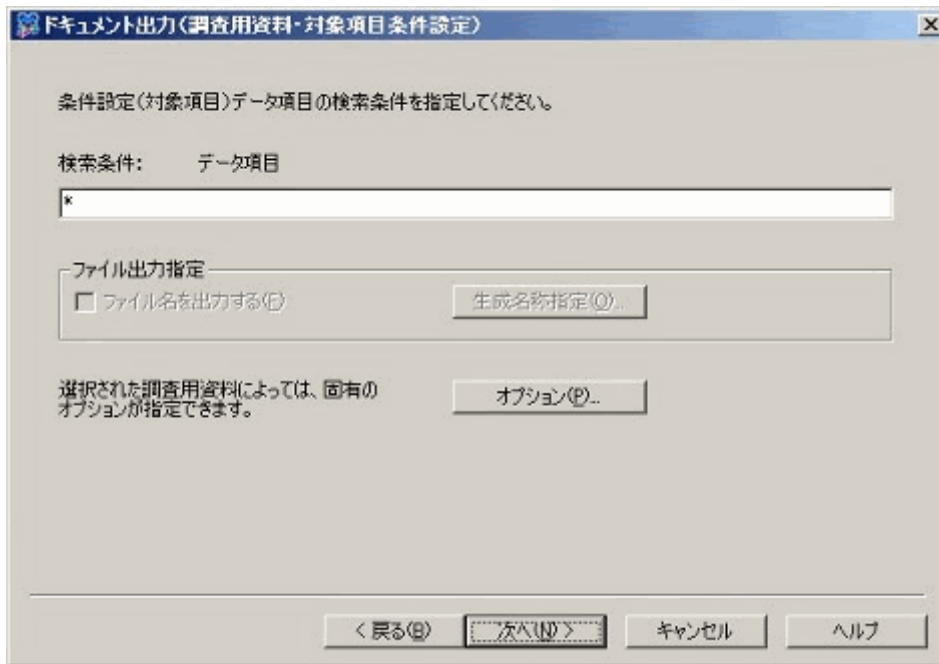 ドキュメント出力(調査用資料・対象項目条件設定)
条件設定(対象項目)データ項目の検索条件を指定してください。
検索条件: データ項目
*
ファイル出力指定
ファイル名を出力する(F)
生成名称指定(O)...
選択された調査用資料によっては、固有の
オプションが指定できます。
オプション(P)...
< 戻る(B)
次へ(N) >
キャンセル
ヘルプ